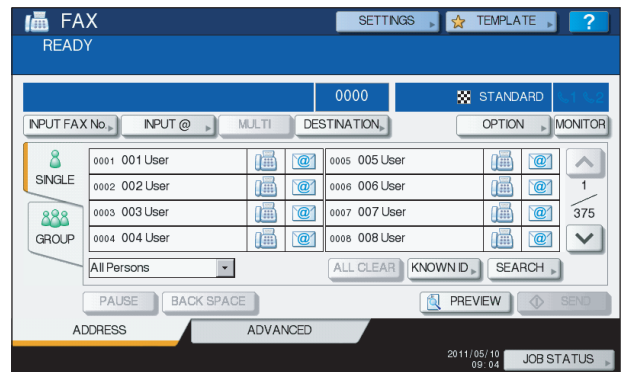 FAX SETTINGS TEMPLATE ?
READY
0000 STANDARD 1 2
INPUT FAX No. INPUT @ MULTI DESTINATION OPTION MONITOR
SINGLE
GROUP
0001 001 User @ 0005 005 User @
0002 002 User @ 0006 006 User @
0003 003 User @ 0007 007 User @
0004 004 User @ 0008 008 User @
1
375
All Persons ALL CLEAR KNOWN ID SEARCH
PAUSE BACK SPACE PREVIEW SEND
ADDRESS ADVANCED
2011/05/10
09:04
JOB STATUS